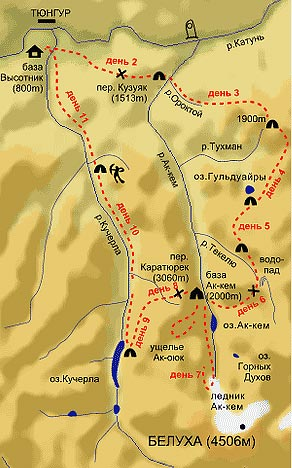 ТЮНГУР
р.Катунь
база
Высотник
(800m)
день 2
пер. Кузуяк
(1513m)
день 3
р.Ороктой
день 11
1900m
р.Тухман
оз.Гульдуайры
день 4
р.Ак-кем
р.Кучерла
день 10
день 5
р.Текелю
водо-
пад
пер.
Каратюрек
(3060m)
день 8
база
Ак-кем
(2000m)
день 6
день 9
оз.Ак-кем
ущелье
Ак-оюк
оз.
Горных
Духов
день 7
оз.Кучерла
ледник
Ак-кем
БЕЛУХА (4506m)